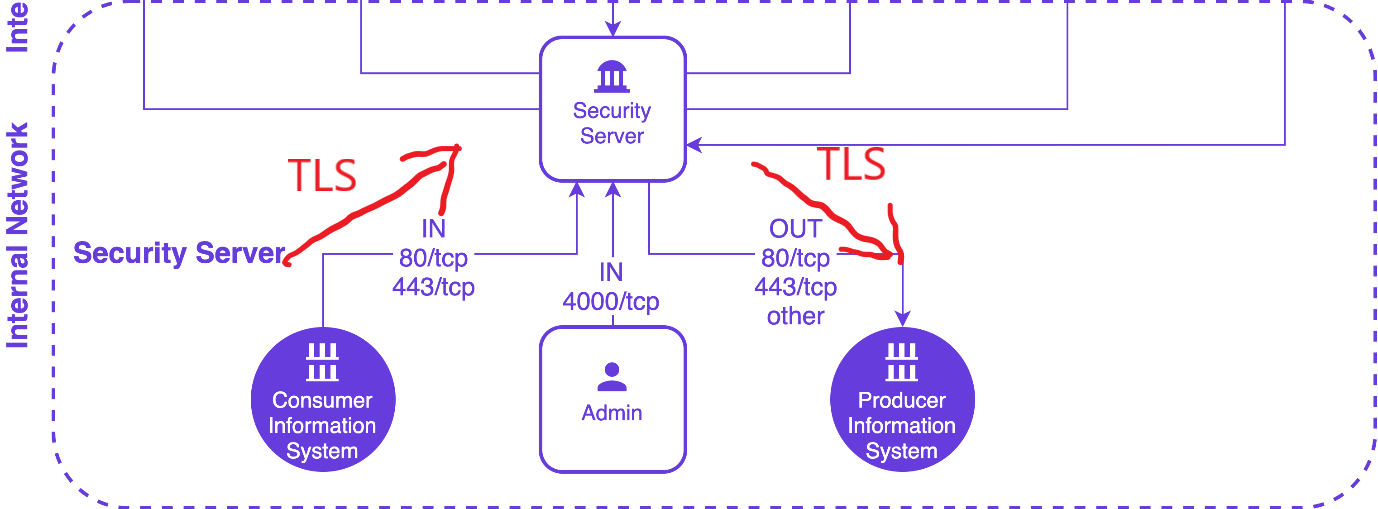 Inte
Internal Network
Security
Server
TLS
TLS
Security Server
IN
80/tcp
443/tcp
IN
4000/tcp
OUT
80/tcp
443/tcp
other
Consumer
Information
System
Admin
Producer
Information
System